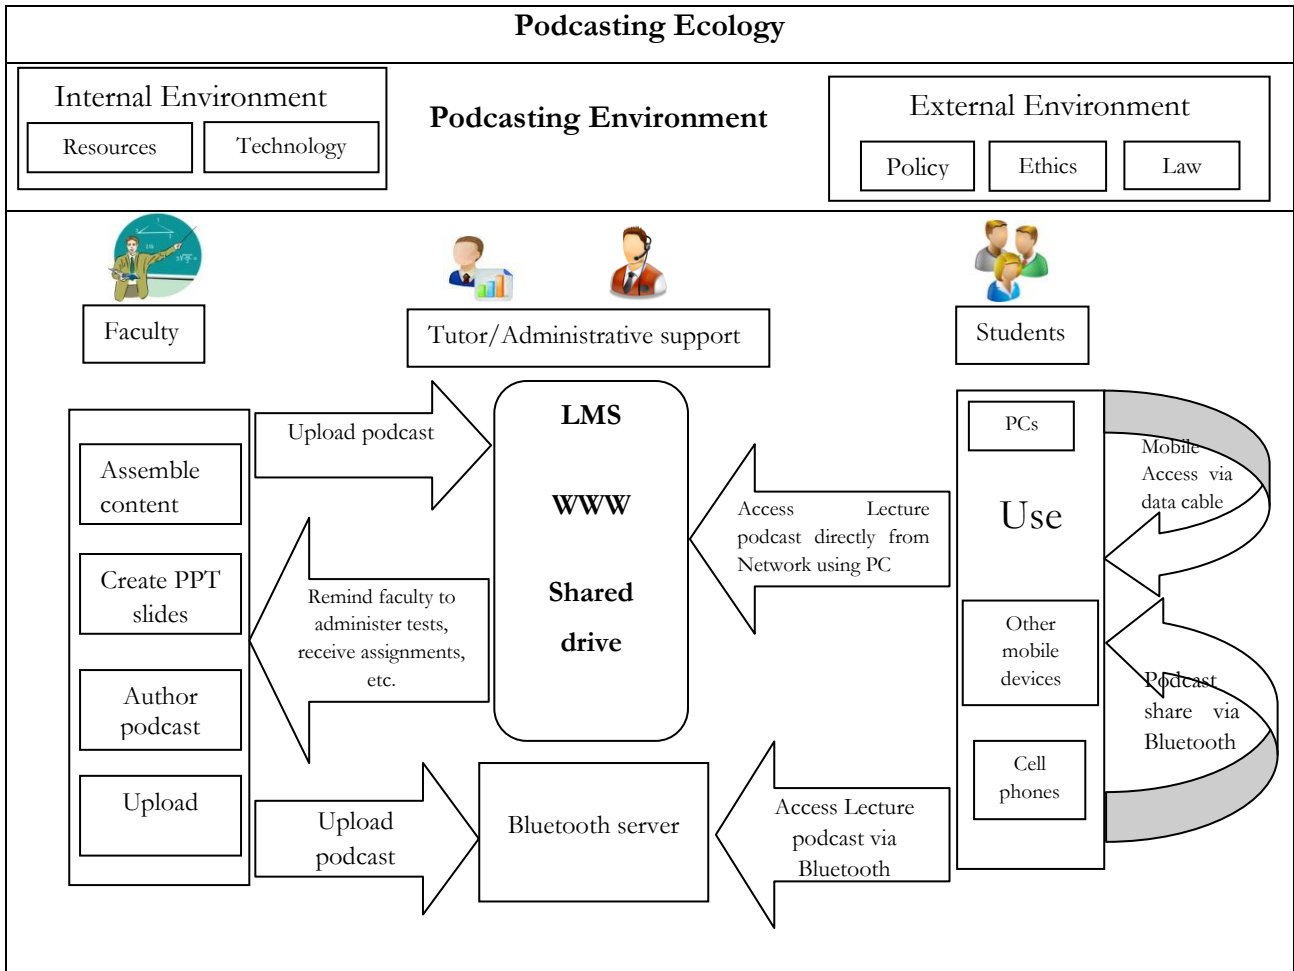 Podcasting Ecology
Internal Environment
Resources
Technology
Podcasting Environment
External Environment
Policy
Ethics
Law
Faculty
Tutor/Administrative support
Students
Assemble
content
Create PPT
slides
Author
podcast
Upload
Upload podcast
Remind faculty to
administer tests,
receive assignments,
etc.
Upload
podcast
LMS
WWW
Shared
drive
Bluetooth server
Access Lecture
podcast directly from
Network using PC
Access Lecture
podcast via
Bluetooth
PCs
Use
Other
mobile
devices
Cell
phones
Mobile
Access via
data cable
Podcast
share via
Bluetooth